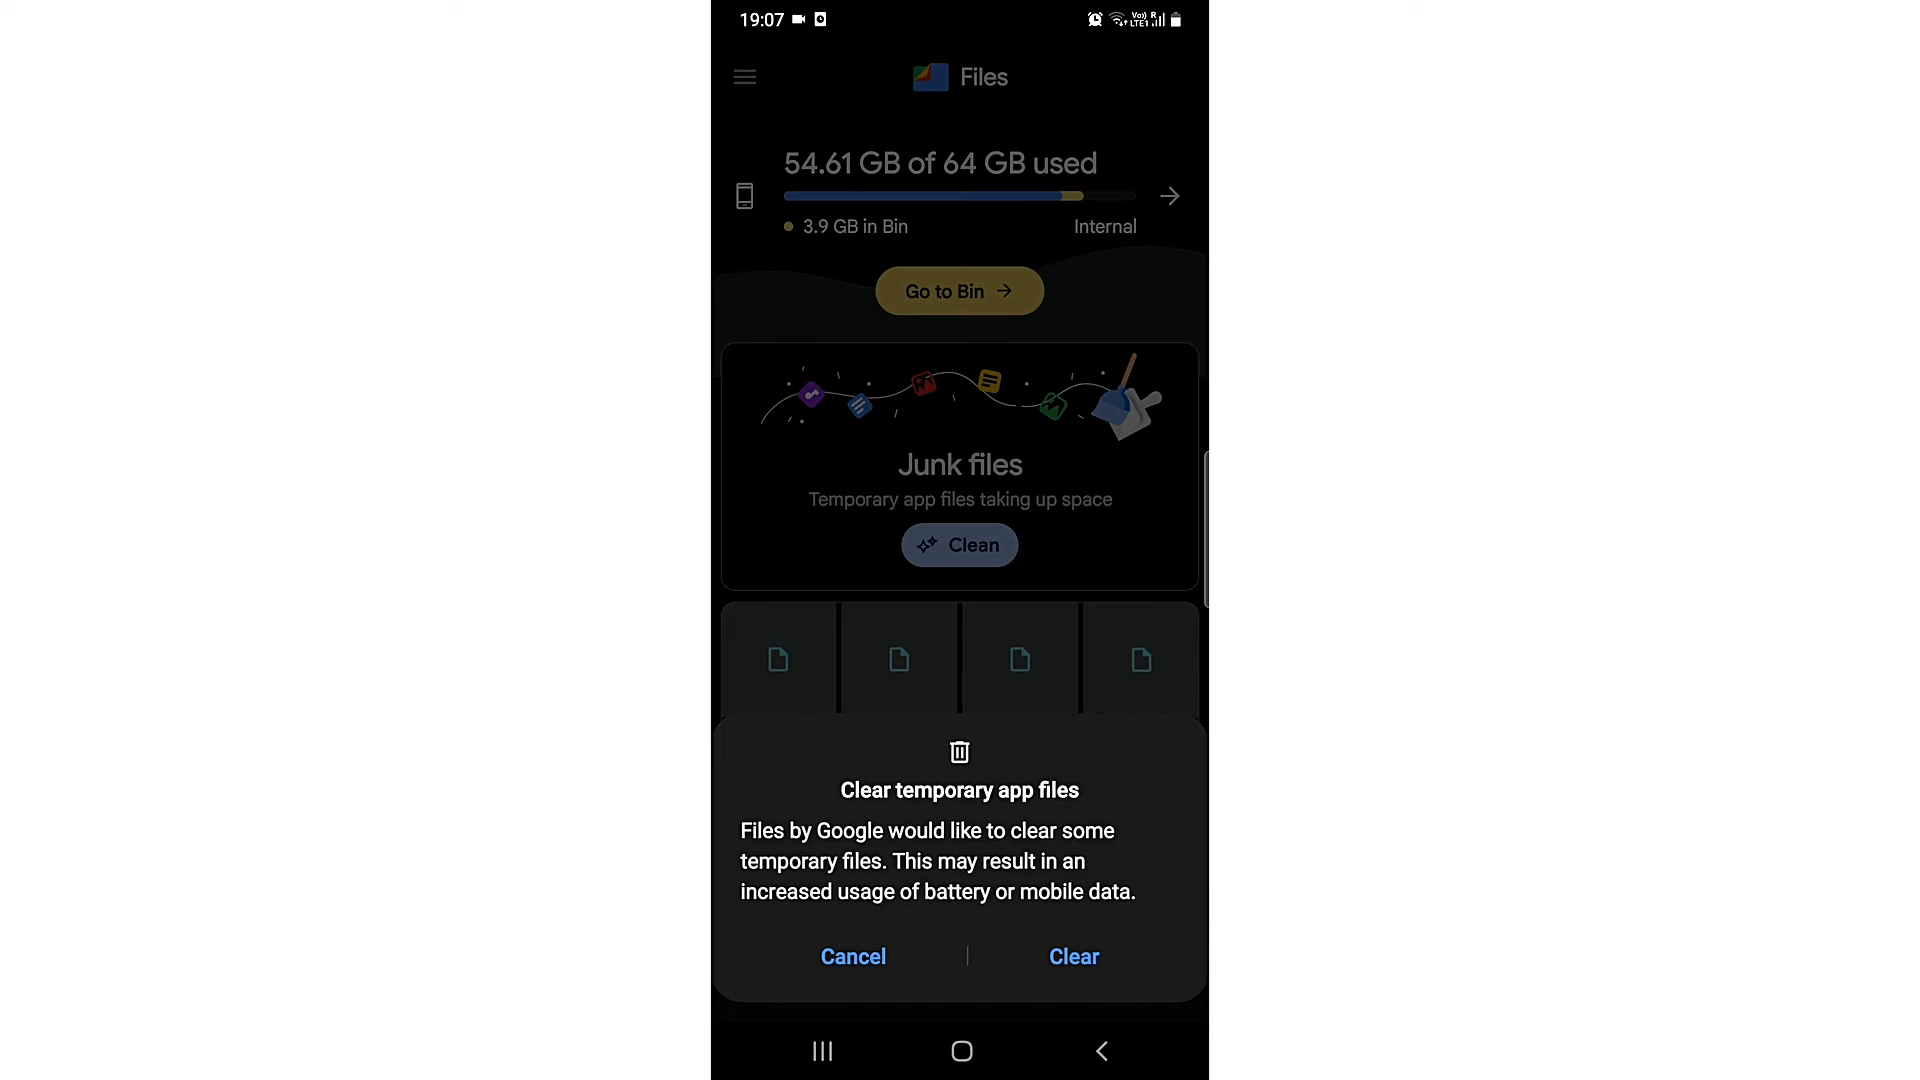 19:07
Vo)) R
LTE1
Files
54.61 GB of 64 GB used
3.9 GB in Bin
Internal
Go to Bin
Junk files
Temporary app files taking up space
Clean
Clear temporary app files
Files by Google would like to clear some
temporary files. This may result in an
increased usage of battery or mobile data.
Cancel
Clear